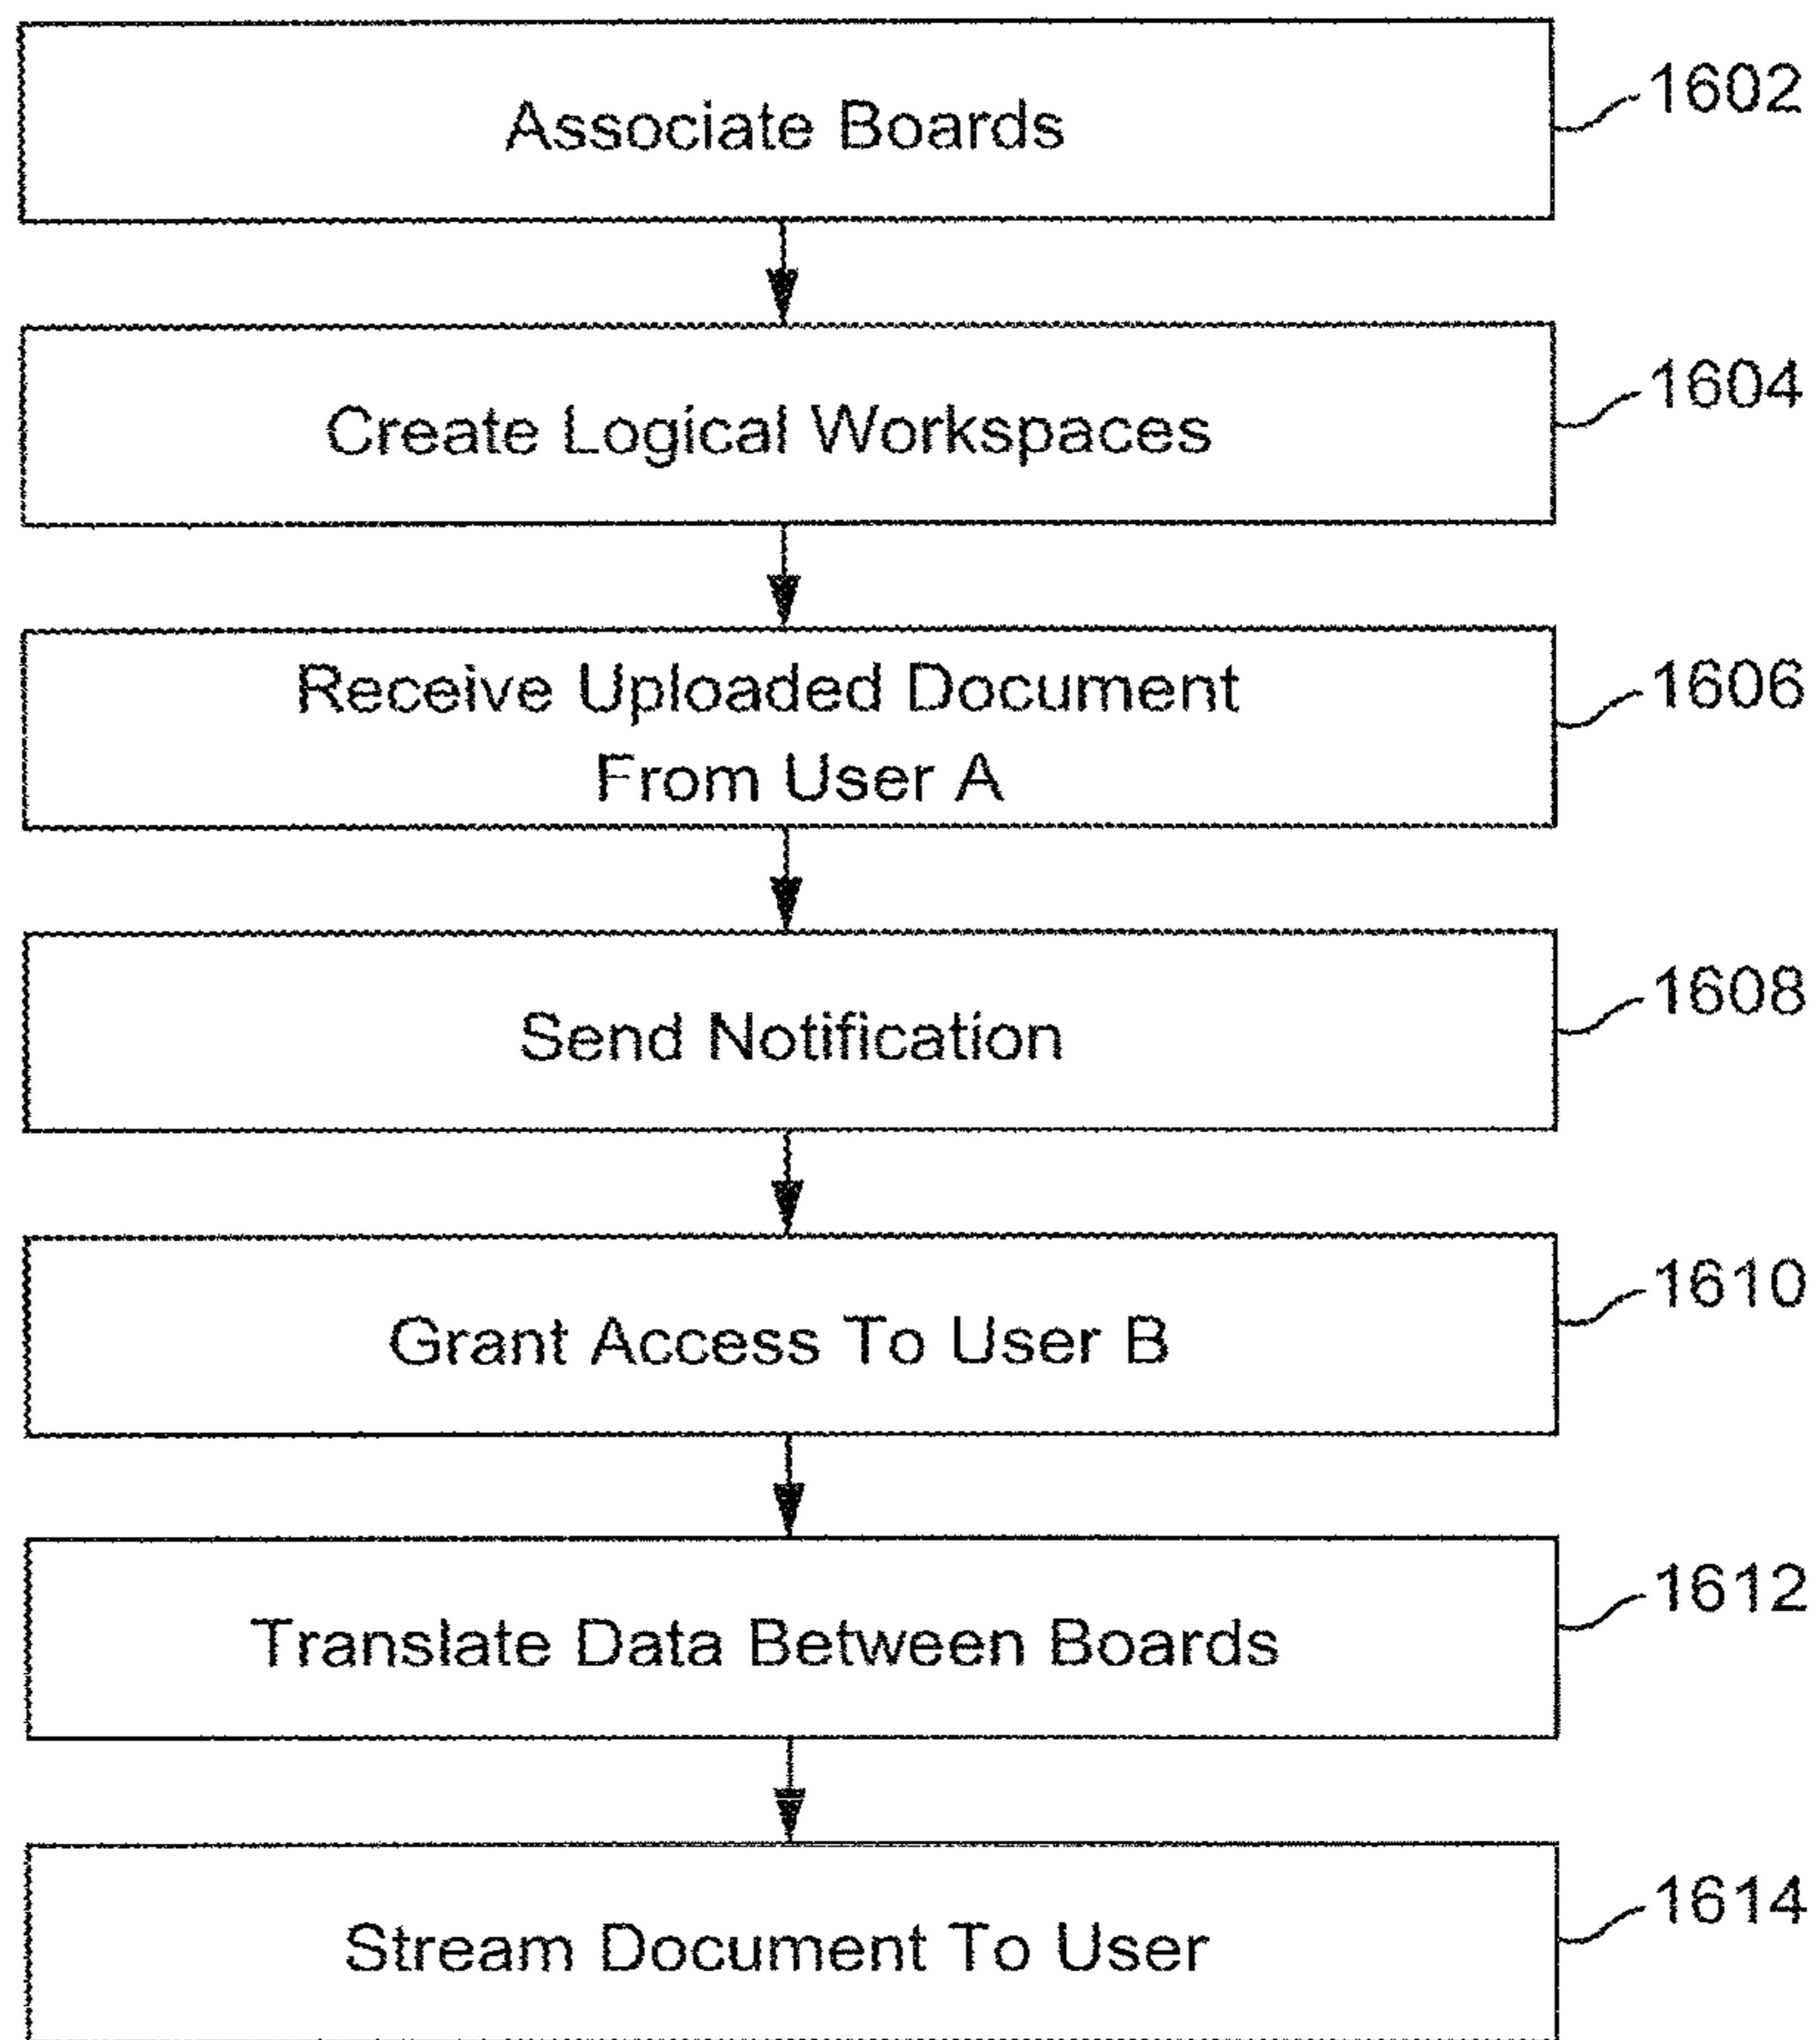 Associate Boards
1602
Create Logical Workspaces
1604
Receive Uploaded Document
From User A
1606
Send Notification
1608
Grant Access To User B
1610
Translate Data Between Boards
1612
Stream Document To User
1614